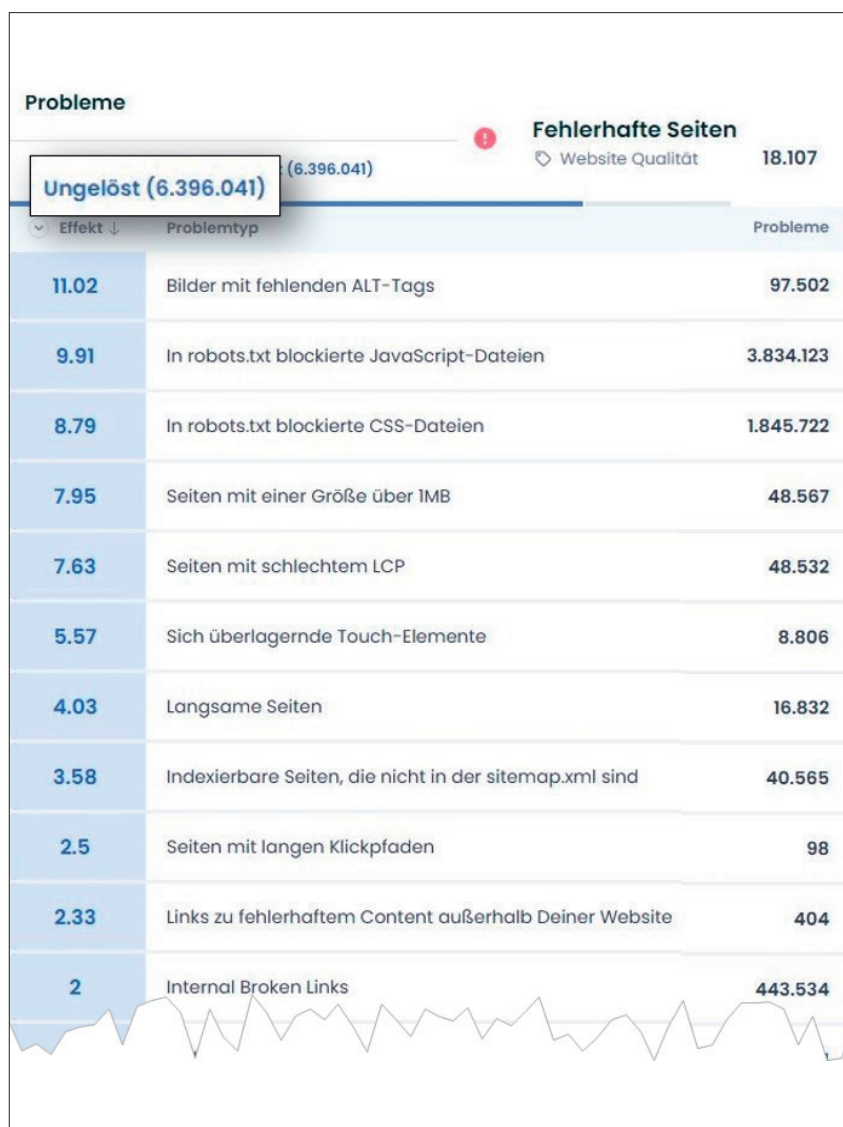 Probleme
Fehlerhafte Seiten
Website Qualität 18.107
(6.396.041)
Ungelöst (6.396.041)
Effekt ↓ Problemtyp Probleme
11.02 Bilder mit fehlenden ALT-Tags 97.502
9.91 In robots.txt blockierte JavaScript-Dateien 3.834.123
8.79 In robots.txt blockierte CSS-Dateien 1.845.722
7.95 Seiten mit einer Größe über 1MB 48.567
7.63 Seiten mit schlechtem LCP 48.532
5.57 Sich überlagernde Touch-Elemente 8.806
4.03 Langsame Seiten 16.832
3.58 Indexierbare Seiten, die nicht in der sitemap.xml sind 40.565
2.5 Seiten mit langen Klickpfaden 98
2.33 Links zu fehlerhaftem Content außerhalb Deiner Website 404
2 Internal Broken Links 443.534